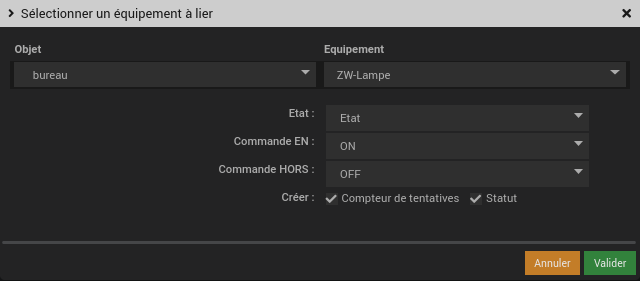 Sélectionner un équipement à lier
Objet Equipement
bureau ZW-Lampe
Etat : Etat
Commande EN : ON
Commande HORS : OFF
Créer : Compteur de tentatives Statut
Annuler Valider